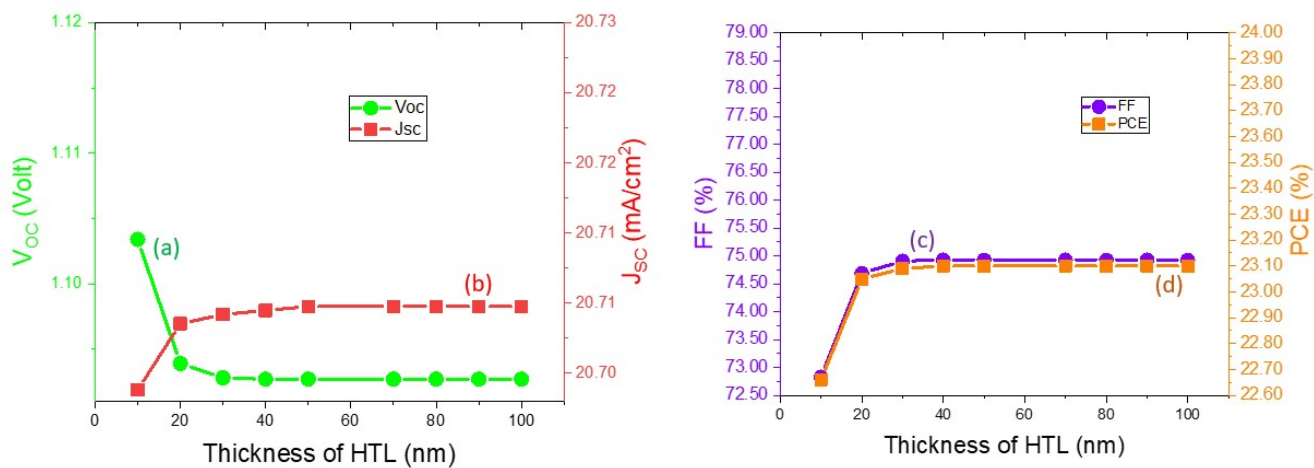 1.12
1.11
1.10
V_OC (Volt)
Voc
Jsc
(a)
(b)
20.73
20.72
20.72
20.71
20.71
20.70
J_SC (mA/cm²)
0 20 40 60 80 100
Thickness of HTL (nm)
79.00
78.50
78.00
77.50
77.00
76.50
76.00
75.50
75.00
74.50
74.00
73.50
73.00
72.50
FF (%)
FF
PCE
(c)
(d)
24.00
23.90
23.80
23.70
23.60
23.50
23.40
23.30
23.20
23.10
23.00
22.90
22.80
22.70
22.60
PCE (%)
0 20 40 60 80 100
Thickness of HTL (nm)